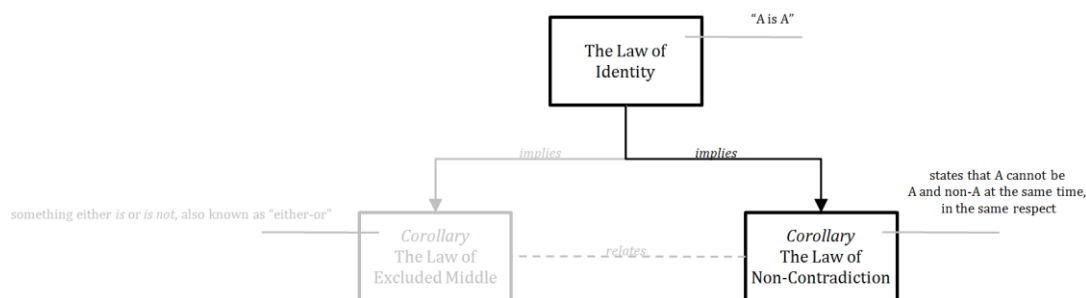 “A is A”
The Law of
Identity
implies
implies
states that A cannot be
A and non-A at the same time,
in the same respect
something either is or is not, also known as “either-or”
Corollary
The Law of
Excluded Middle
relates
Corollary
The Law of
Non-Contradiction